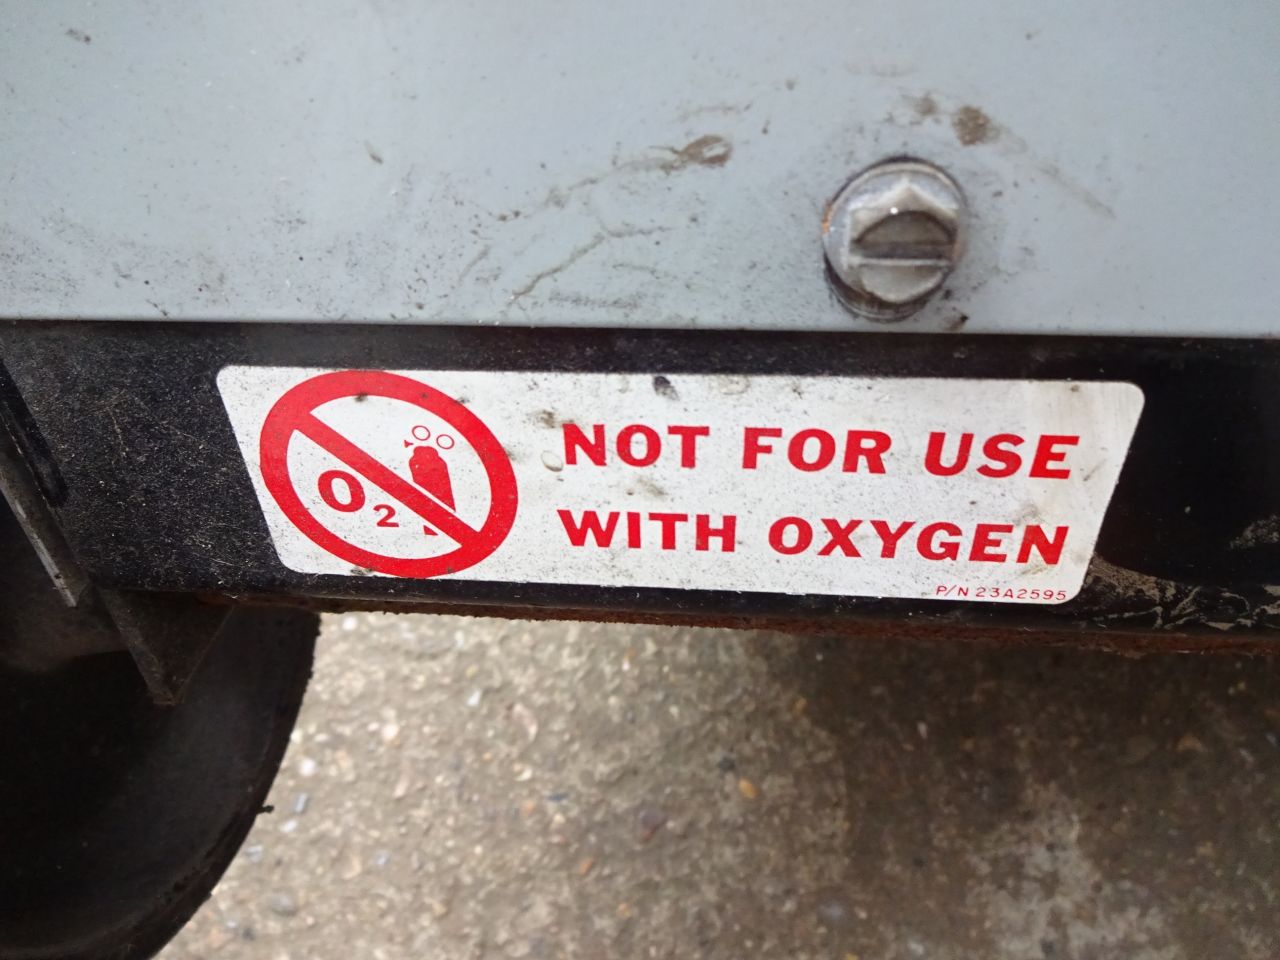 O2
NOT FOR USE
WITH OXYGEN
P/N 23A2595